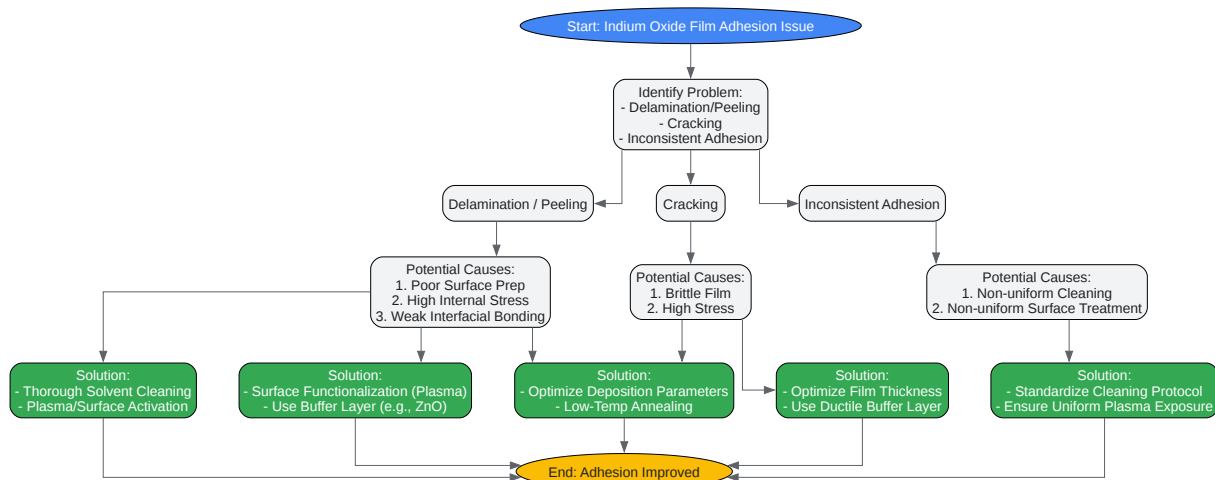 Start: Indium Oxide Film Adhesion Issue
Identify Problem:
- Delamination/Peeling
- Cracking
- Inconsistent Adhesion
Delamination / Peeling
Cracking
Inconsistent Adhesion
Potential Causes:
1. Poor Surface Prep
2. High Internal Stress
3. Weak Interfacial Bonding
Potential Causes:
1. Brittle Film
2. High Stress
Potential Causes:
1. Non-uniform Cleaning
2. Non-uniform Surface Treatment
Solution:
- Thorough Solvent Cleaning
- Plasma/Surface Activation
Solution:
- Surface Functionalization (Plasma)
- Use Buffer Layer (e.g., ZnO)
Solution:
- Optimize Deposition Parameters
- Low-Temp Annealing
Solution:
- Optimize Film Thickness
- Use Ductile Buffer Layer
Solution:
- Standardize Cleaning Protocol
- Ensure Uniform Plasma Exposure
End: Adhesion Improved